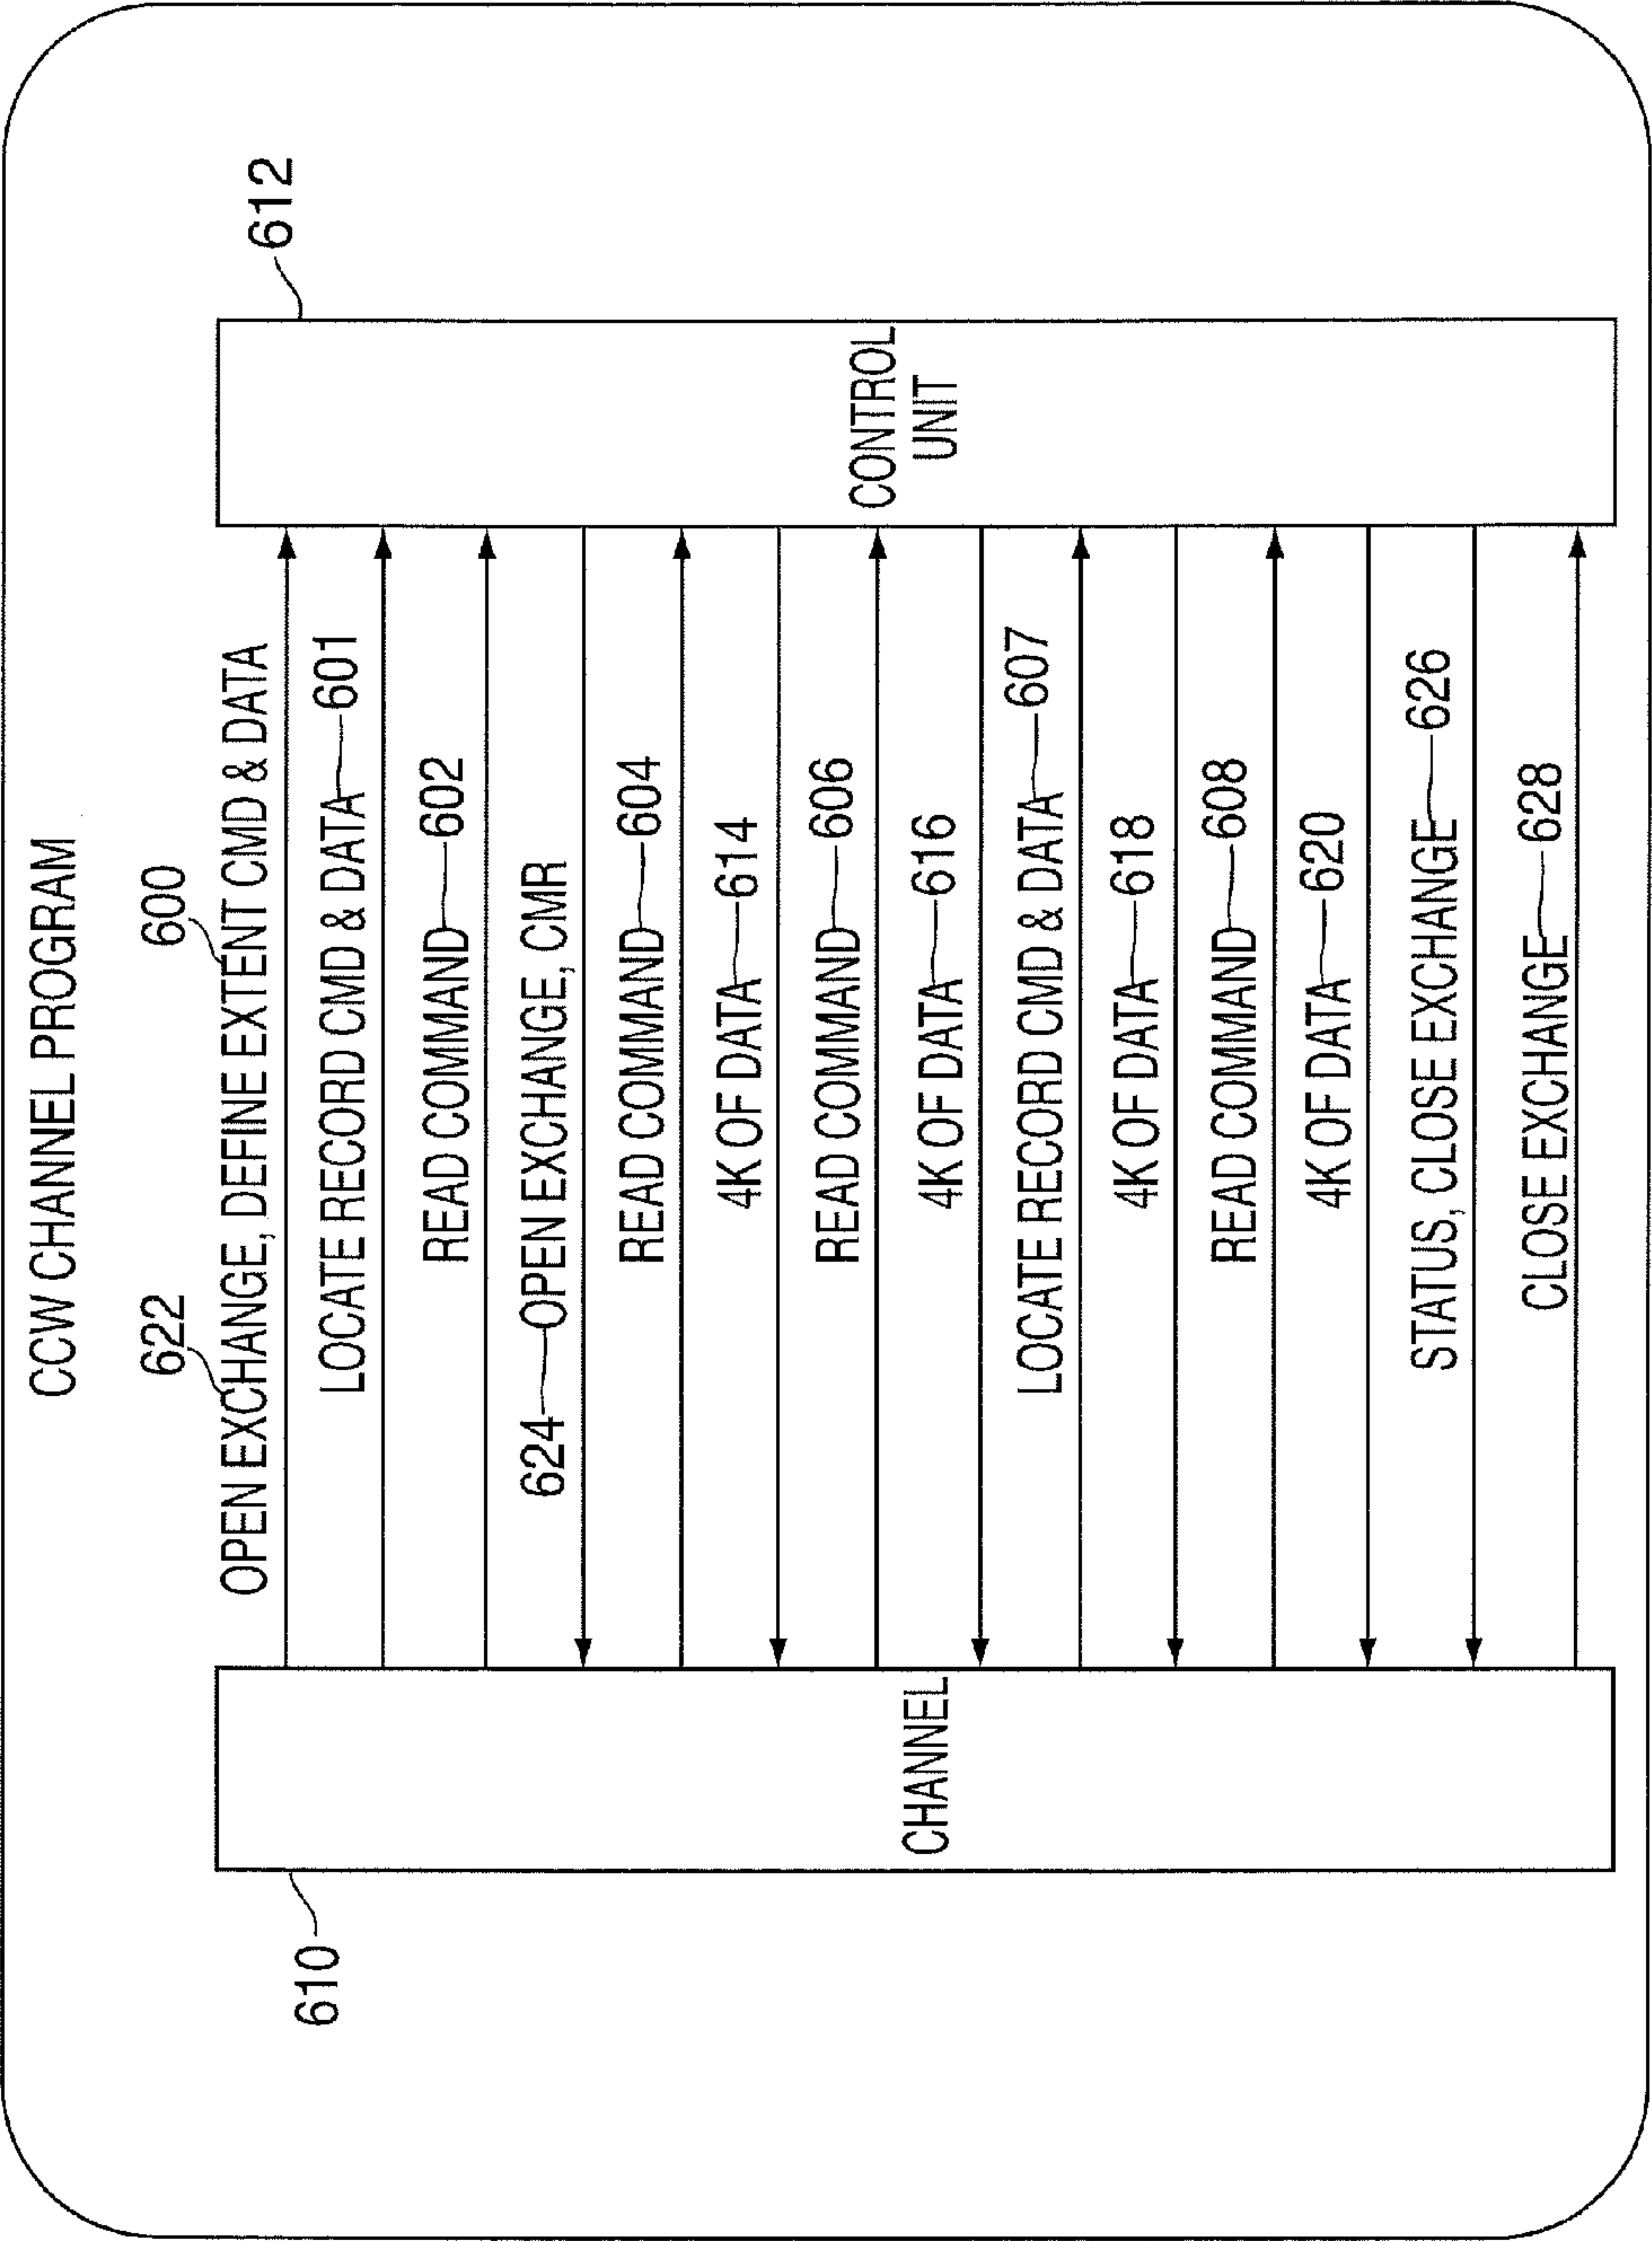 CCW CHANNEL PROGRAM
622
600
OPEN EXCHANGE, DEFINE EXTENT CMD & DATA
612
610
LOCATE RECORD CMD & DATA 601
READ COMMAND 602
624 OPEN EXCHANGE, CMR
READ COMMAND 604
4K OF DATA 614
READ COMMAND 606
4K OF DATA 616
CHANNEL
CONTROL
UNIT
LOCATE RECORD CMD & DATA 607
4K OF DATA 618
READ COMMAND 608
4K OF DATA 620
STATUS, CLOSE EXCHANGE 626
CLOSE EXCHANGE 628